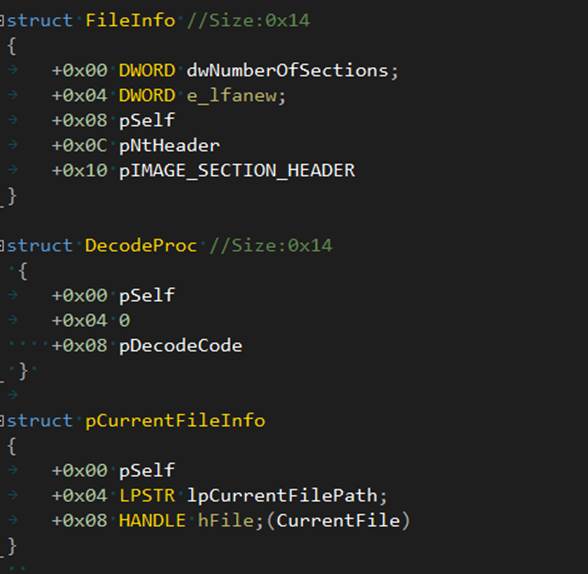 struct FileInfo //Size:0x14
{
+0x00 DWORD dwNumberOfSections;
+0x04 DWORD e_lfanew;
+0x08 pSelf
+0x0C pNtHeader
+0x10 pIMAGE_SECTION_HEADER
}
struct DecodeProc //Size:0x14
{
+0x00 pSelf
+0x04 0
+0x08 pDecodeCode
}
struct pCurrentFileInfo
{
+0x00 pSelf
+0x04 LPSTR lpCurrentFilePath;
+0x08 HANDLE hFile;(CurrentFile)
}